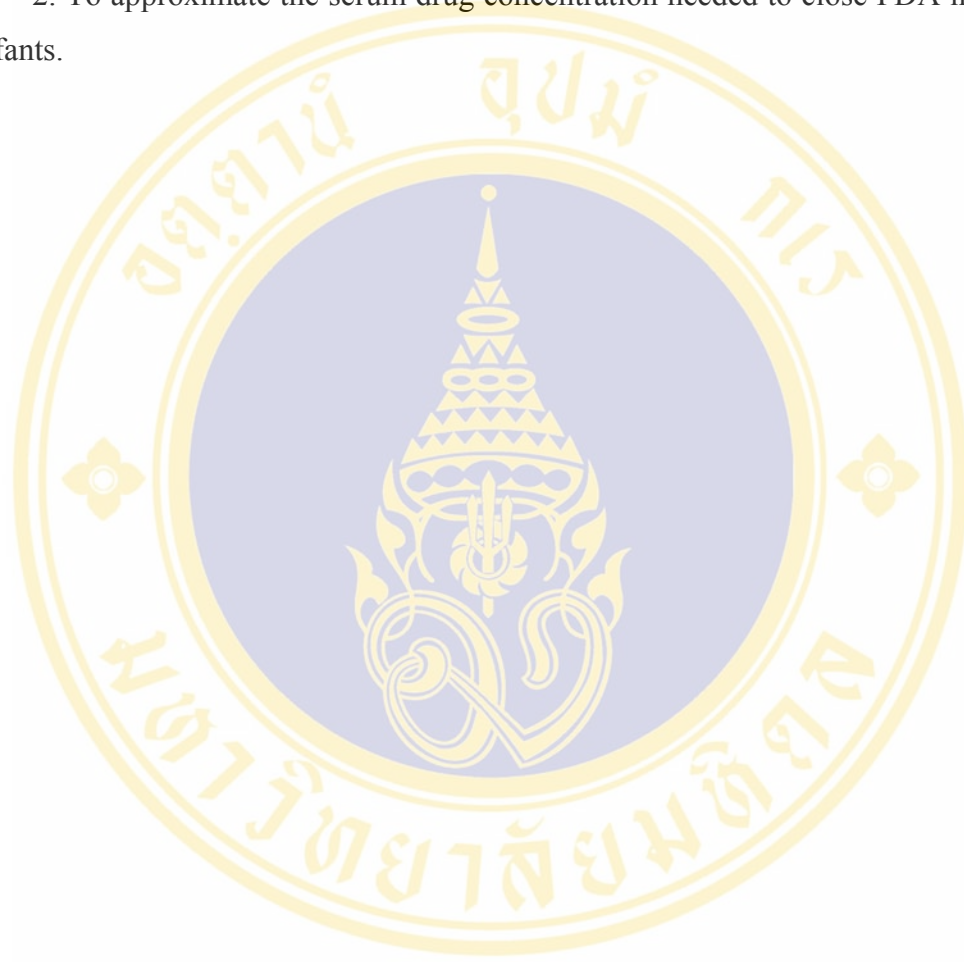 2. To approximate the serum drug concentration needed to close PDA in
fants.
อตฺตานํ อุปมํ กเร
มหาวิทยาลัยมหิดล